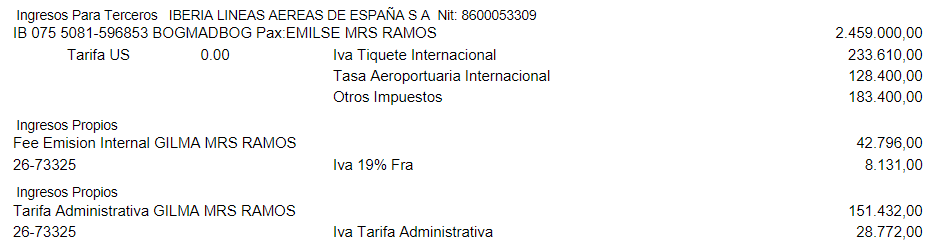 Ingresos Para Terceros IBERIA LINEAS AEREAS DE ESPAÑA S A Nit: 8600053309
IB 075 5081-596853 BOGMADBOG Pax:EMILSE MRS RAMOS 2.459.000,00
Tarifa US 0.00 Iva Tiquete Internacional 233.610,00
Tasa Aeroportuaria Internacional 128.400,00
Otros Impuestos 183.400,00
Ingresos Propios
Fee Emision Internal GILMA MRS RAMOS 42.796,00
26-73325 Iva 19% Fra 8.131,00
Ingresos Propios
Tarifa Administrativa GILMA MRS RAMOS 151.432,00
26-73325 Iva Tarifa Administrativa 28.772,00